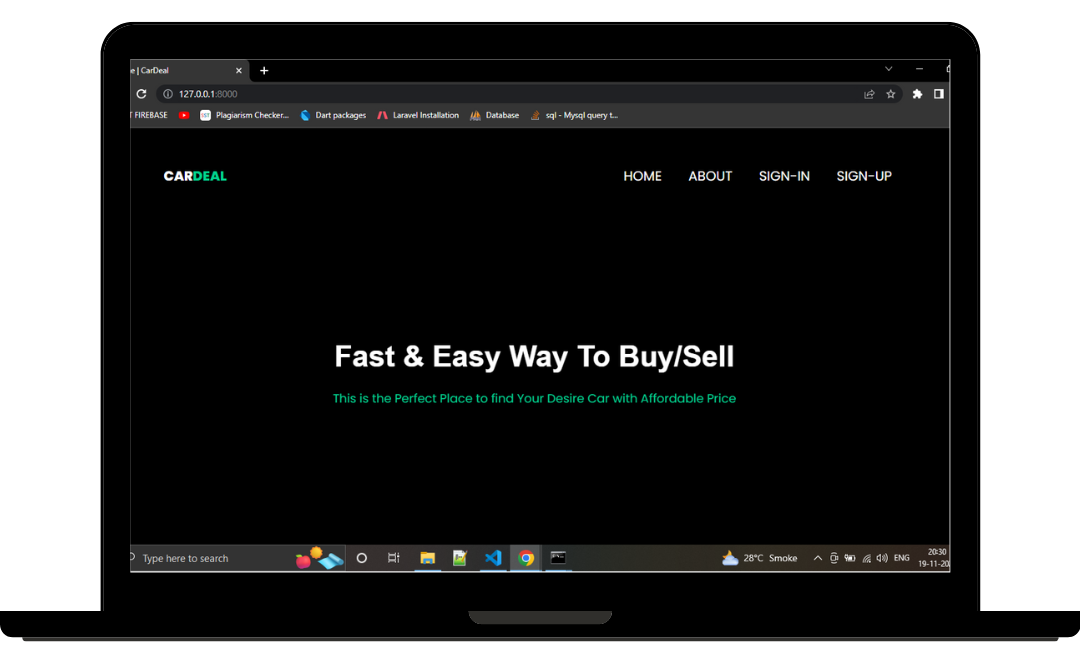 e | CarDeal
127.0.0.1:8000
T FIREBASE Plagiarism Checker... Dart packages Laravel Installation Database sql - Mysql query t...
CARDEAL HOME ABOUT SIGN-IN SIGN-UP
Fast & Easy Way To Buy/Sell
This is the Perfect Place to find Your Desire Car with Affordable Price
Type here to search 28°C Smoke ENG 20:30
19-11-20